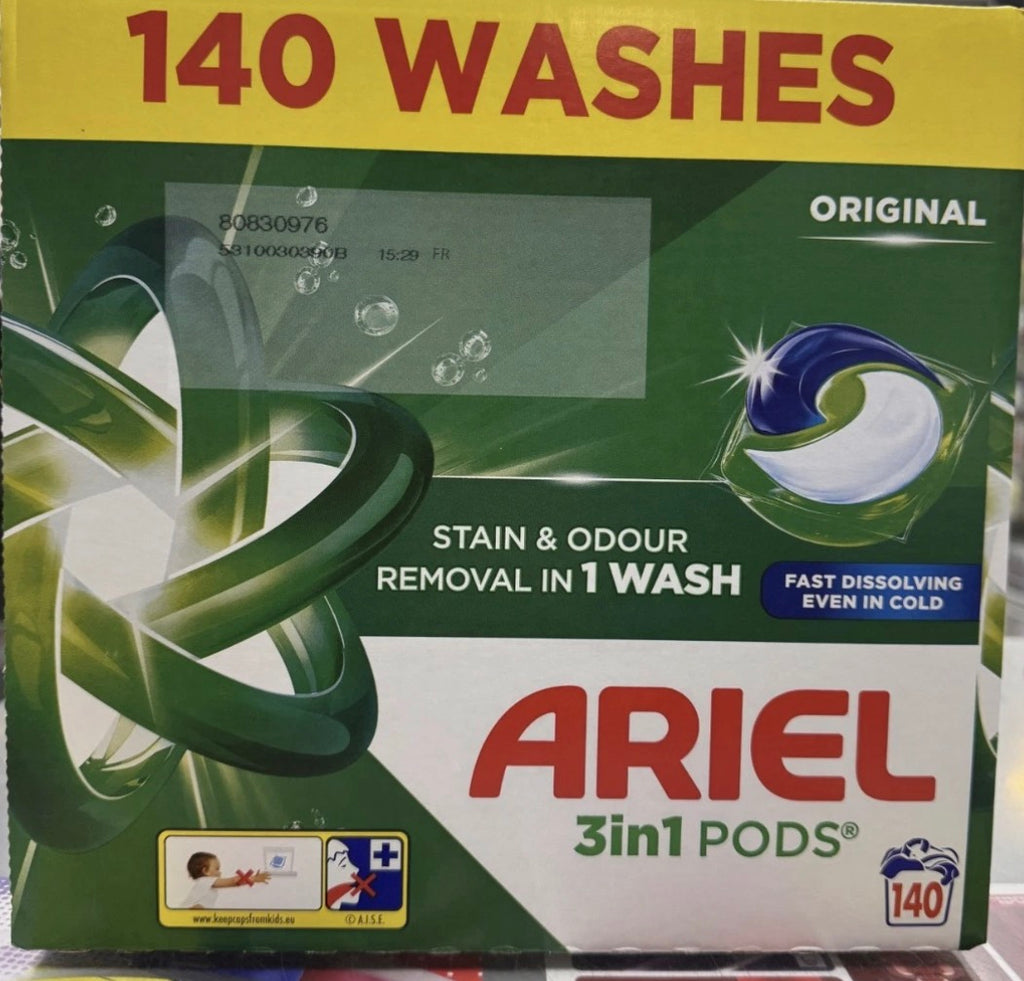 140 WASHES
80830976
5310030390B 15:29 FR
ORIGINAL
STAIN & ODOUR
REMOVAL IN 1 WASH
FAST DISSOLVING
EVEN IN COLD
ARIEL
3in1 PODS®
140
www.keepcapsfromkids.eu
© A.I.S.E.